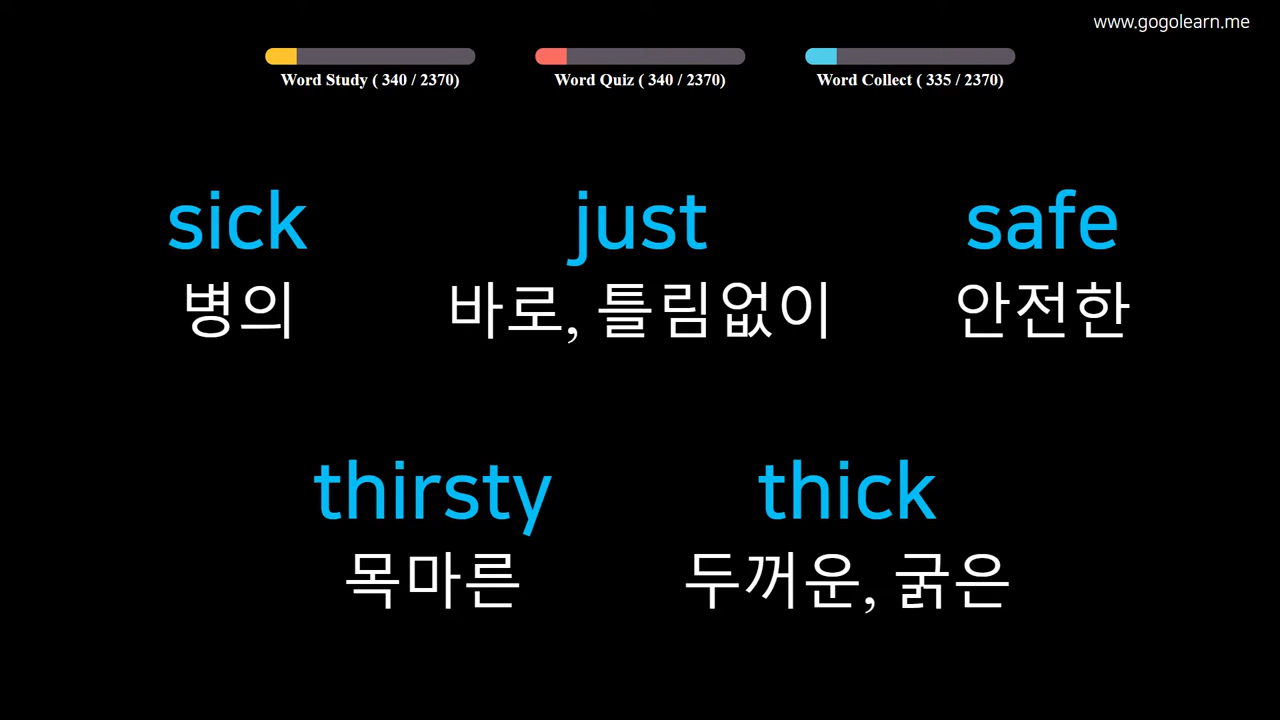 www.gogolearn.me
Word Study ( 340 / 2370)
Word Quiz ( 340 / 2370)
Word Collect ( 335 / 2370)
sick
병의
just
바로, 틀림없이
safe
안전한
thirsty
목마른
thick
두꺼운, 굵은